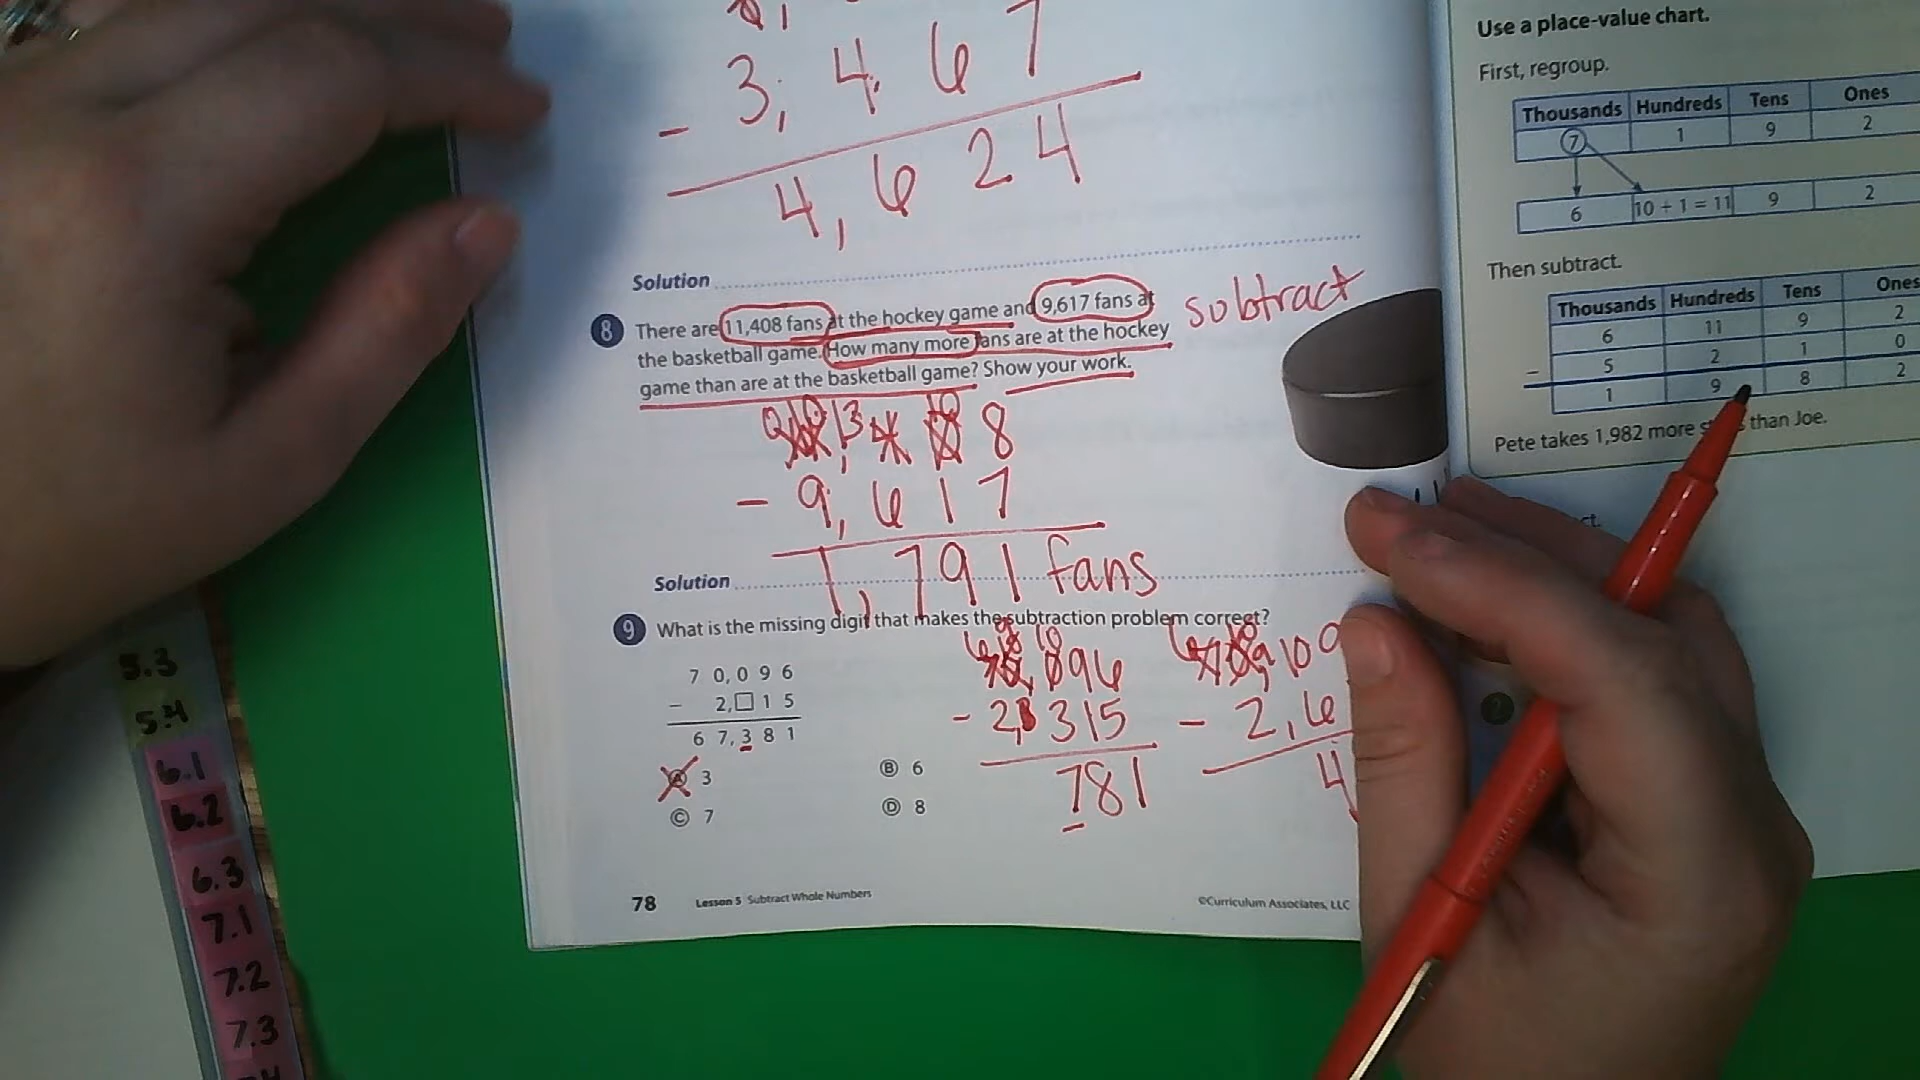 - 3, 4 6 7
4, 6 2 4
Solution
8 There are 11,408 fans at the hockey game and 9,617 fans at
the basketball game. How many more fans are at the hockey
game than are at the basketball game? Show your work.
subtract
8
- 9, 6 1 7
1, 7 9 1 fans
Solution
9 What is the missing digit that makes the subtraction problem correct?
7 0, 0 9 6
- 2, □ 1 5
6 7, 3 8 1
A 3
B 6
C 7
D 8
96
- 2, 315
781
- 2, 6
4
78 Lesson 5 Subtract Whole Numbers
©Curriculum Associates, LLC
Use a place-value chart.
First, regroup.
Thousands Hundreds Tens Ones
7 1 9 2
6 10 + 1 = 11 9 2
Then subtract.
Thousands Hundreds Tens Ones
6 11 9 2
- 5 2 1 0
1 9 8 2
Pete takes 1,982 more than Joe.
5.3
5.4
6.1
6.2
6.3
7.1
7.2
7.3